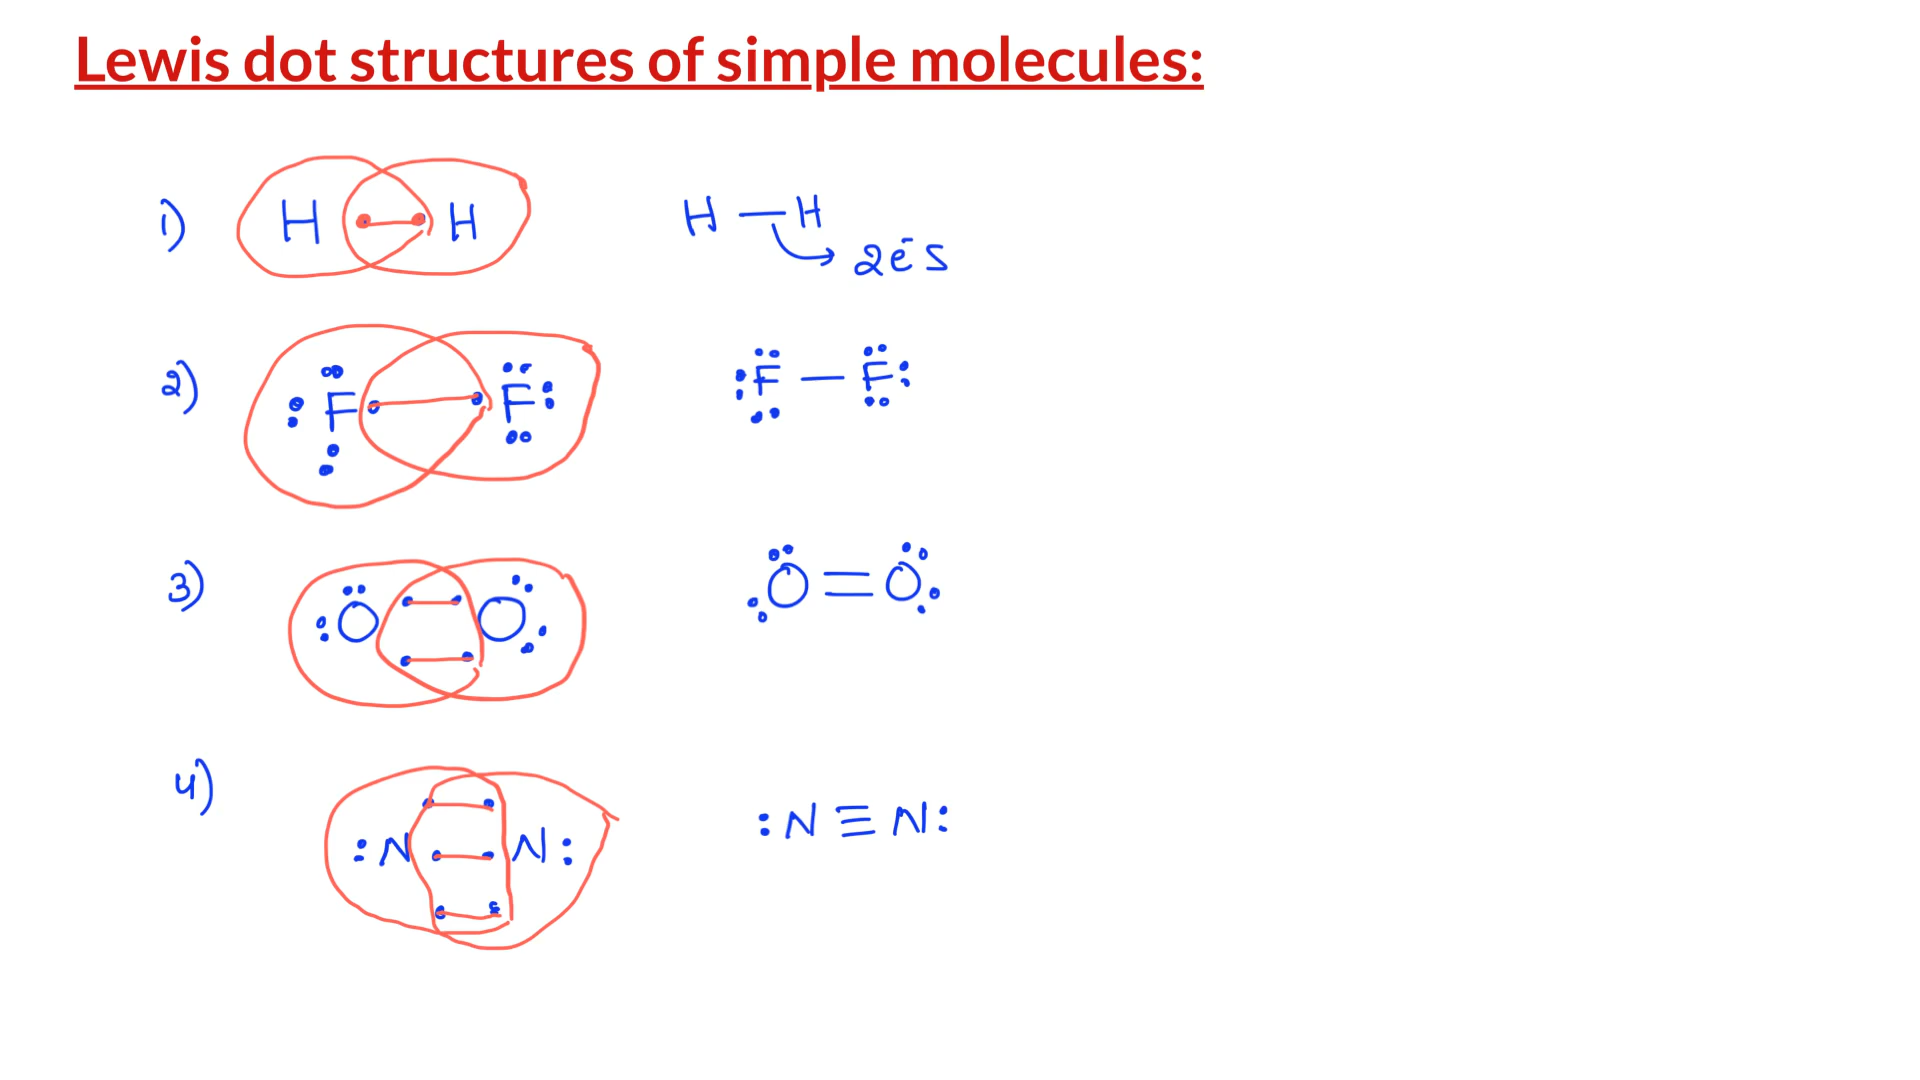 Lewis dot structures of simple molecules:
1) H H H — H
2ēs
2) F F :F — F:
3) :O O: O = O
4) :N N: :N ≡ N: